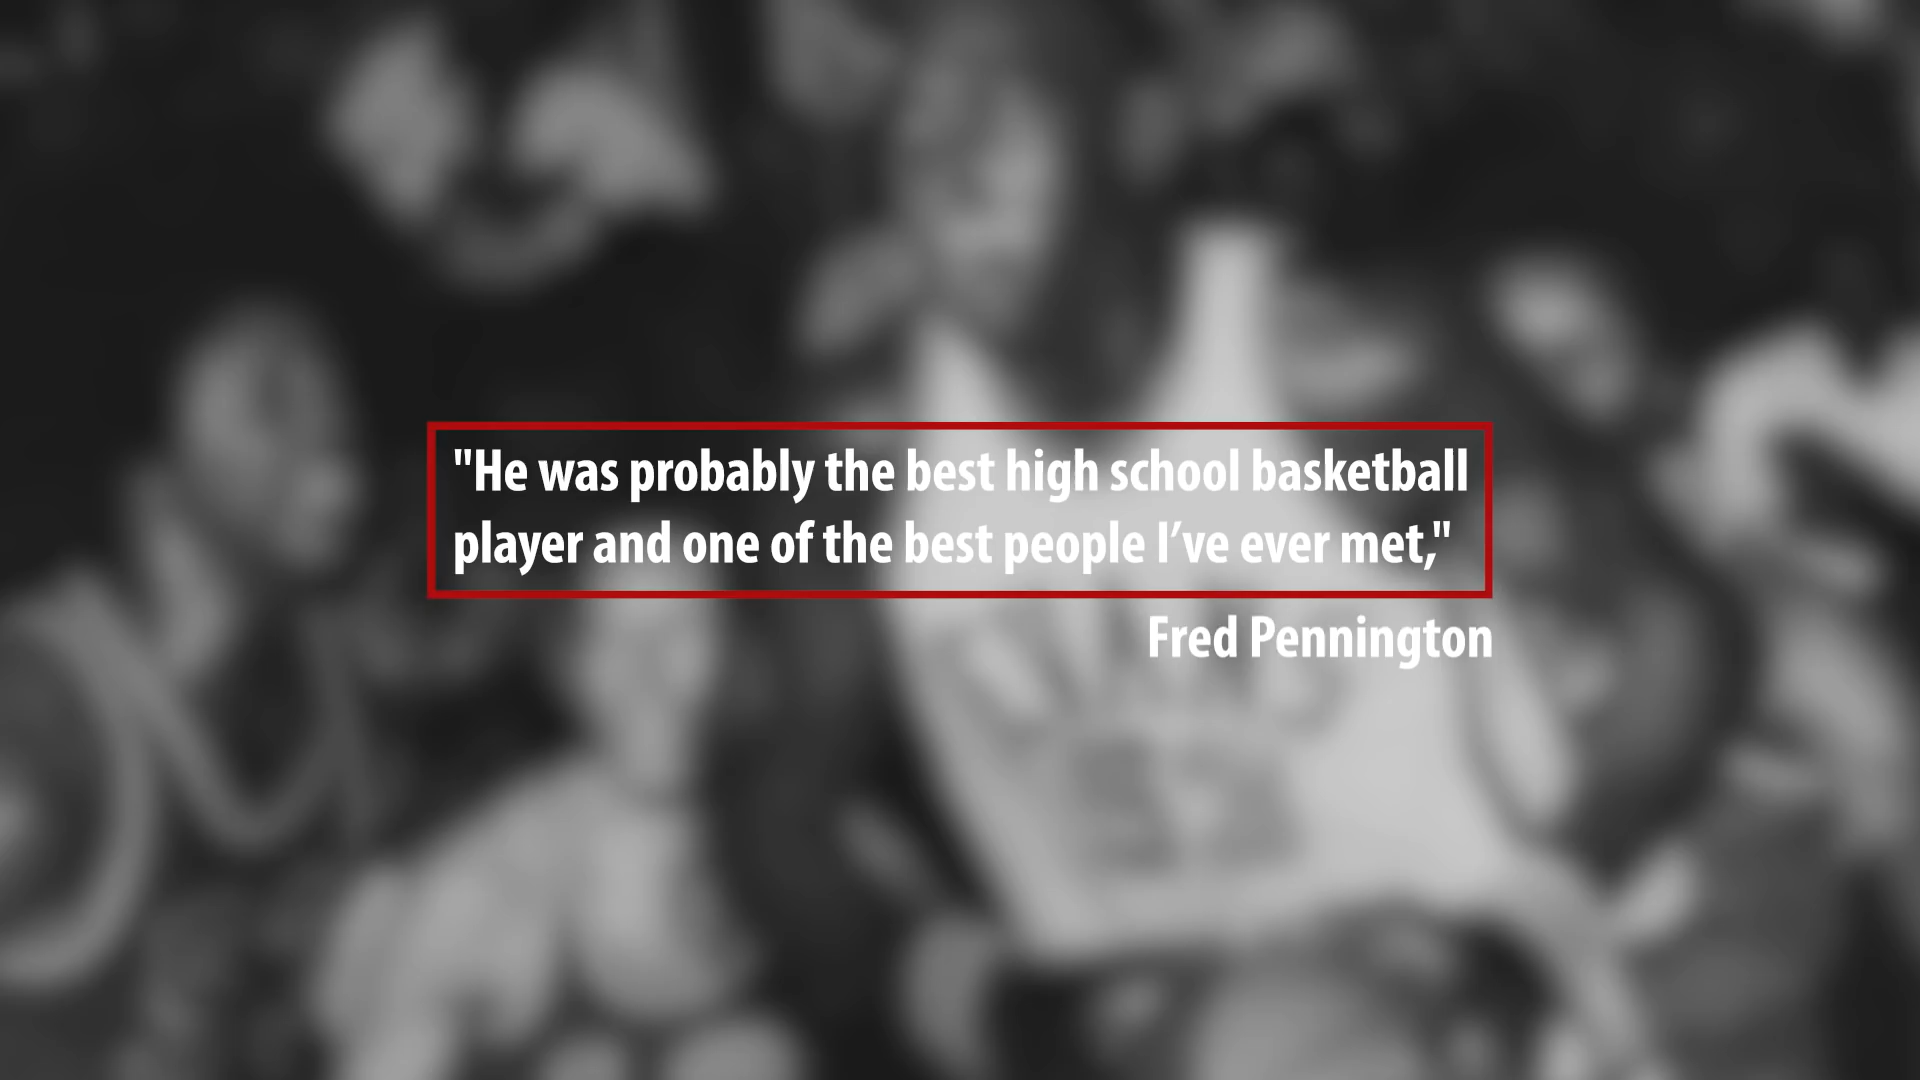 "He was probably the best high school basketball
player and one of the best people I’ve ever met,"
Fred Pennington